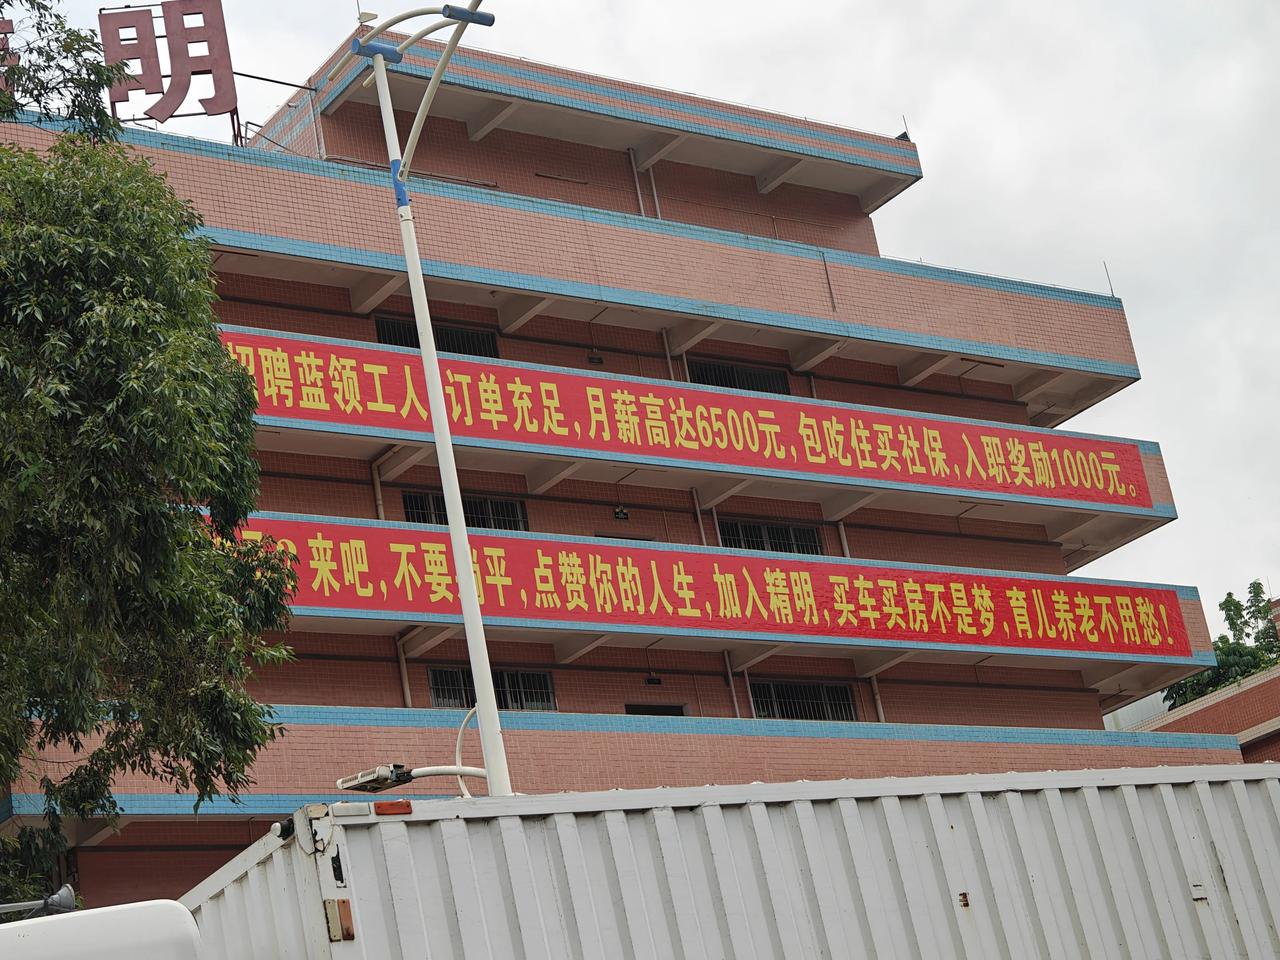 明
招聘蓝领工人 订单充足,月薪高达6500元,包吃住买社保,入职奖励1000元。
来吧,不要躺平,点赞你的人生,加入精明,买车买房不是梦,育儿养老不用愁!